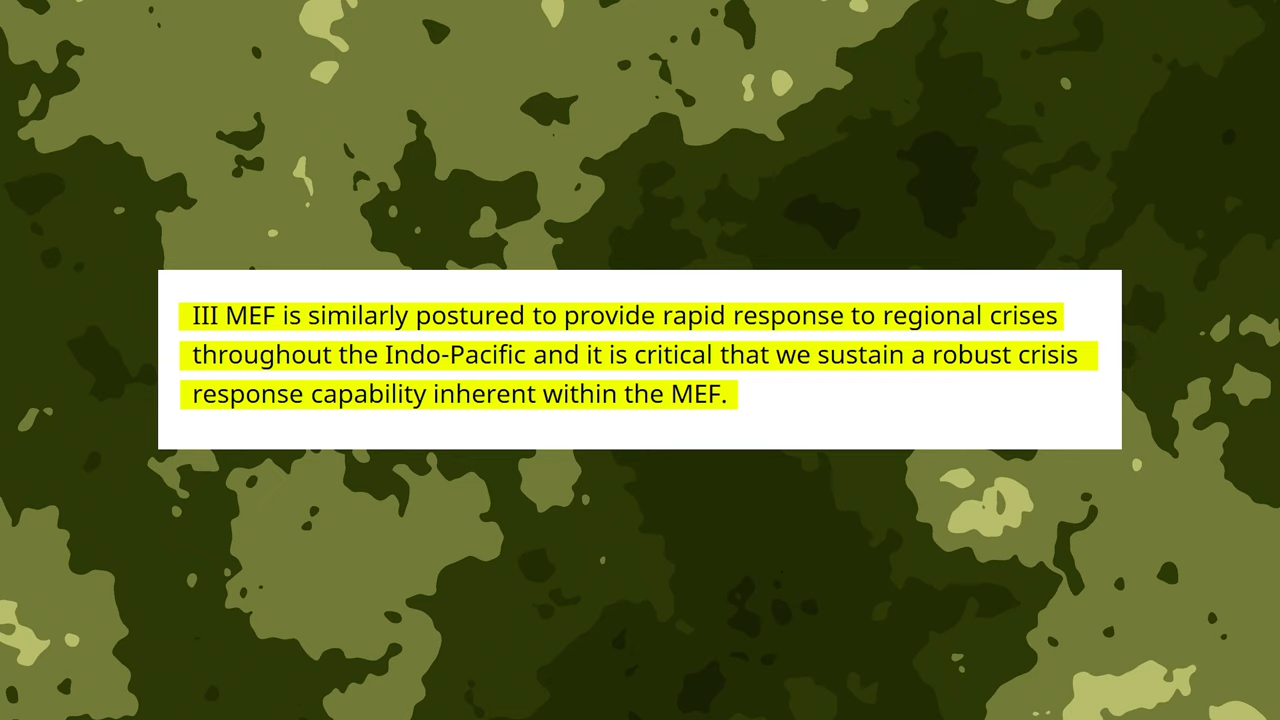 III MEF is similarly postured to provide rapid response to regional crises
throughout the Indo-Pacific and it is critical that we sustain a robust crisis
response capability inherent within the MEF.